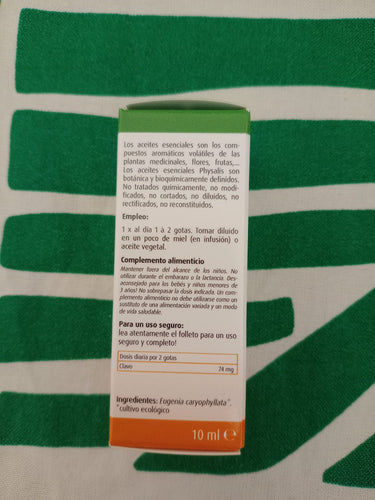 Los aceites esenciales son los com-
puestos aromáticos volátiles de las
plantas medicinales, flores, frutas,...
Los aceites esenciales Physalis son
botánica y bioquímicamente definidos.
No tratados químicamente, no modi-
ficados, no cortados, no diluidos, no
rectificados, no reconstituidos.
Empleo:
1 x al día 1 à 2 gotas. Tomar diluido
en un poco de miel (en infusión) o
aceite vegetal.
Complemento alimenticio
Mantener fuera del alcance de los niños. No
utilizar durante el embarazo o la lactancia. Des-
aconsejado para los bebés y niños menores de
3 años! No sobrepasar la dosis indicada. Un com-
plemento alimenticio no debe utilizarse como un
sustituto de una alimentación variada y un modo
de vida saludable.
Para un uso seguro:
lea atentamente el folleto para un uso
seguro y completo!
Dosis diaria por 2 gotas
Clavo 74 mg
Ingredientes: Eugenia caryophyllata*.
*cultivo ecológico
10 ml ℮